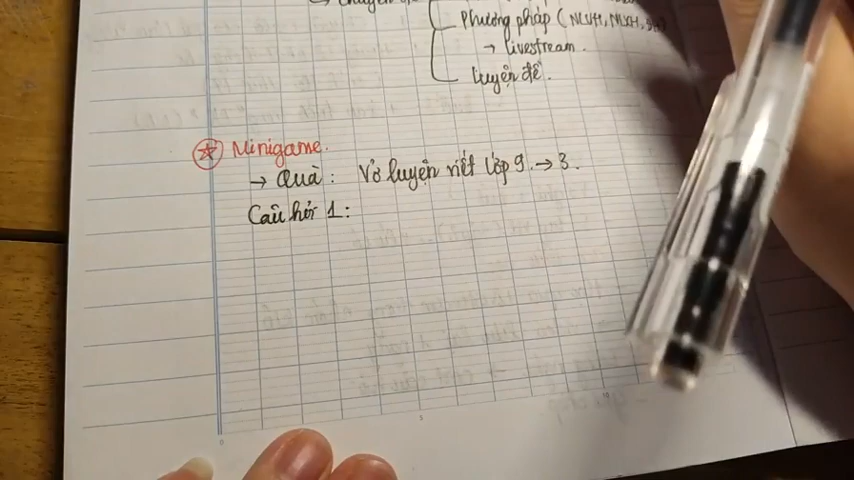 Phương pháp (NLVH, NLXH,
→ livestream.
Luyện đề.
Minigame.
→ Quà: Vở luyện viết lớp 9. → 3.
Câu hỏi 1: